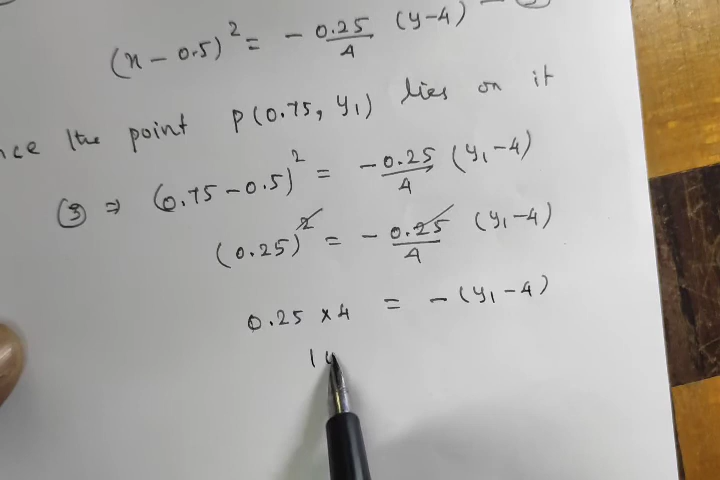 (x - 0.5)² = - 0.25/4 (y-4)
the point P(0.75, y₁) lies on it
③ ⇒ (0.75 - 0.5)² = - 0.25/4 (y₁-4)
(0.25)² = - 0.25/4 (y₁-4)
0.25 × 4 = -(y₁-4)